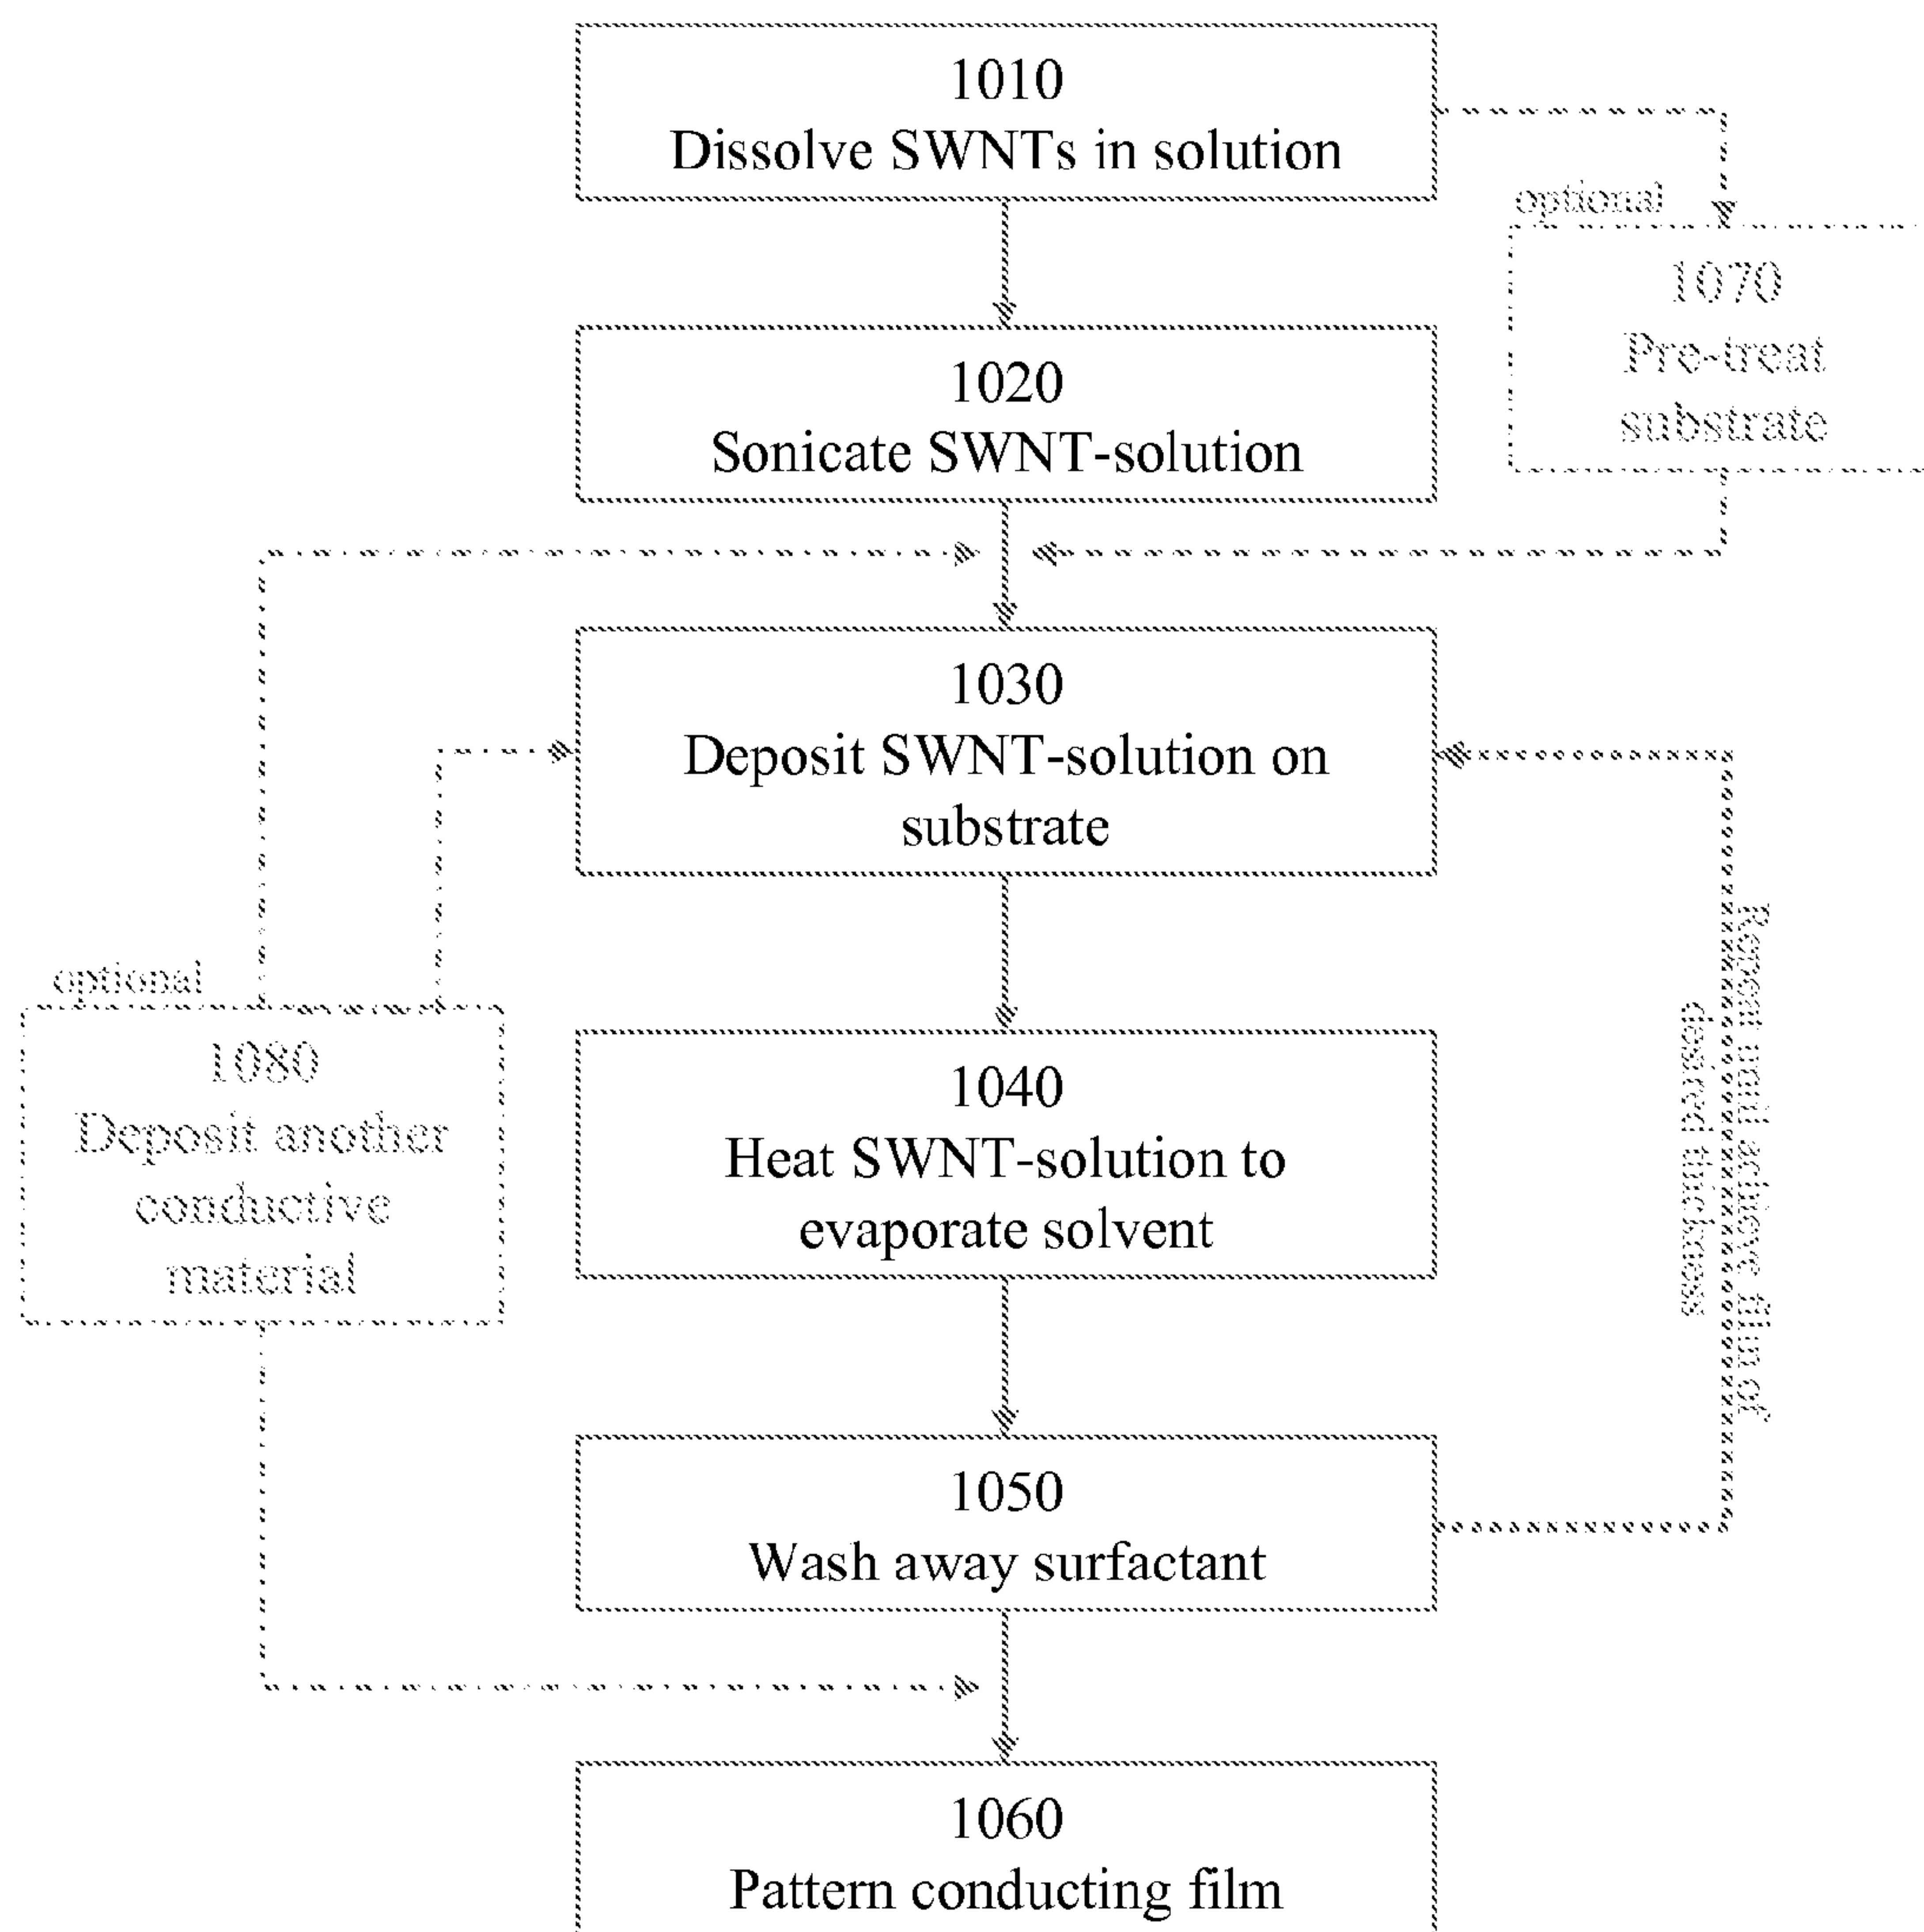 1010
Dissolve SWNTs in solution
optional
1070
Pre-treat
substrate
1020
Sonicate SWNT-solution
1030
Deposit SWNT-solution on
substrate
optional
1080
Deposit another
conductive
material
1040
Heat SWNT-solution to
evaporate solvent
Repeat until achieve film of
desired thickness
1050
Wash away surfactant
1060
Pattern conducting film